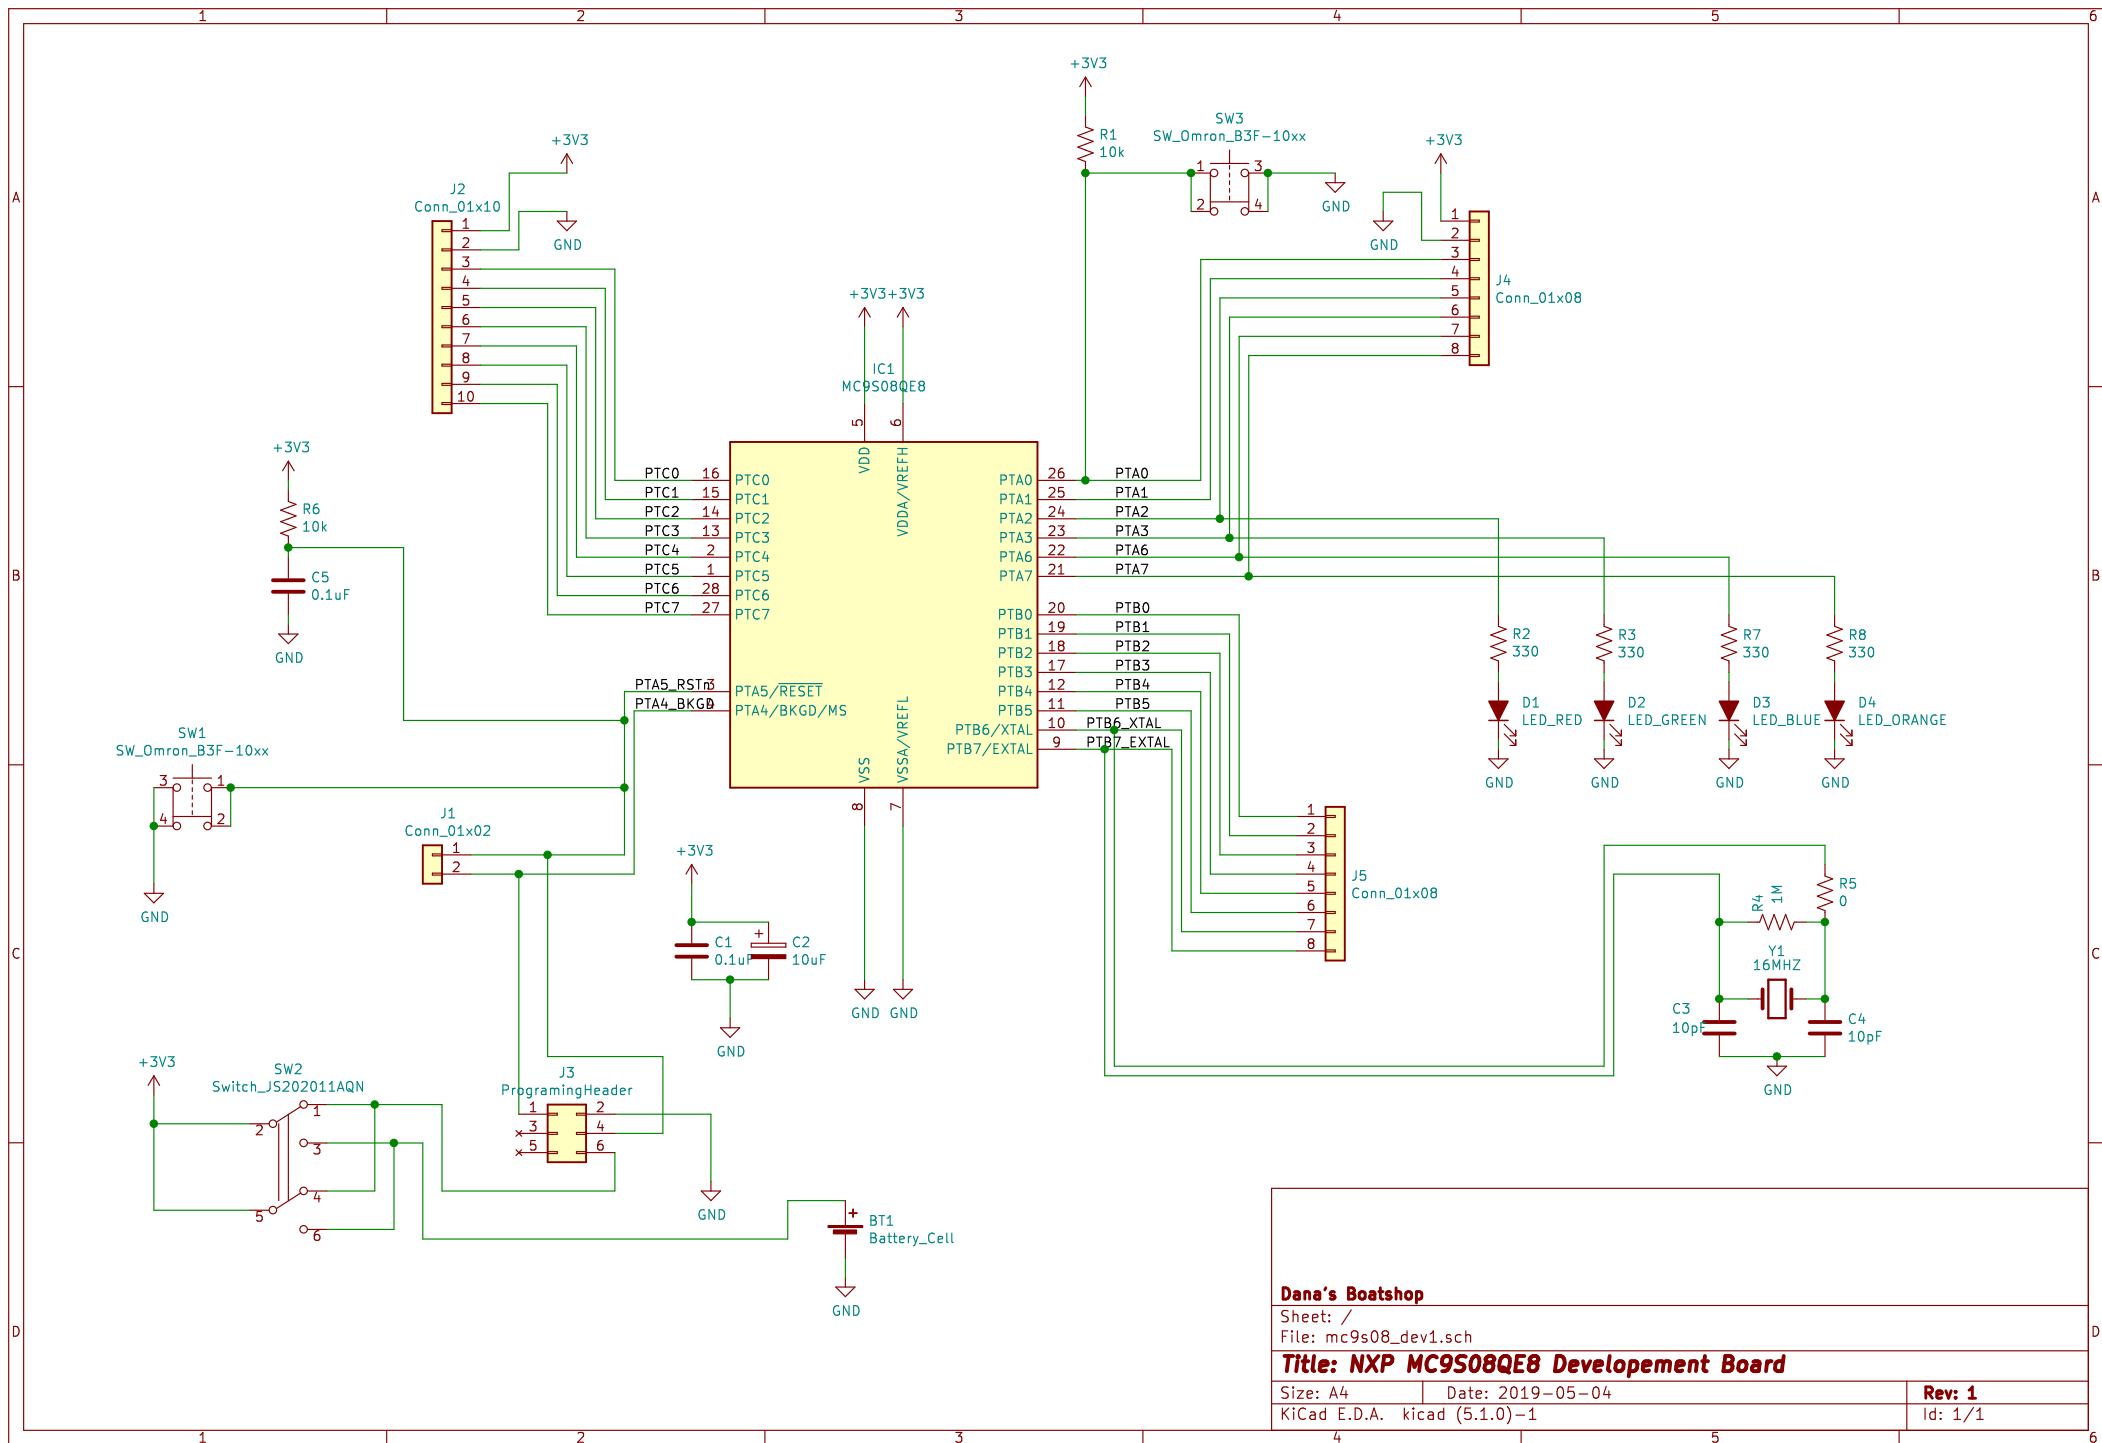 1 2 3 4 5 6
A
B
C
D
A
B
C
D
1 2 3 4 5 6
+3V3
J2
Conn_01x10
1
2
3
4
5
6
7
8
9
10
GND
+3V3
R1
10k
SW3
SW_Omron_B3F-10xx
1 3
2 4
GND
+3V3
GND
1
2
3
4
5
6
7
8
J4
Conn_01x08
+3V3+3V3
IC1
MC9S08QE8
5 6
VDD
VDDA/VREFH
PTC0 16 PTC0
PTC1 15 PTC1
PTC2 14 PTC2
PTC3 13 PTC3
PTC4 2 PTC4
PTC5 1 PTC5
PTC6 28 PTC6
PTC7 27 PTC7
PTA5_RSTn 3 PTA5/RESET
PTA4_BKGD 4 PTA4/BKGD/MS
PTA0 26 PTA0
PTA1 25 PTA1
PTA2 24 PTA2
PTA3 23 PTA3
PTA6 22 PTA6
PTA7 21 PTA7
PTB0 20 PTB0
PTB1 19 PTB1
PTB2 18 PTB2
PTB3 17 PTB3
PTB4 12 PTB4
PTB5 11 PTB5
PTB6/XTAL 10 PTB6_XTAL
PTB7/EXTAL 9 PTB7_EXTAL
VSS
VSSA/VREFL
8 7
GND GND
+3V3
R6
10k
C5
0.1uF
GND
SW1
SW_Omron_B3F-10xx
3 1
4 2
GND
J1
Conn_01x02
1
2
+3V3
C1
0.1uF
C2
10uF
+
GND
R2
330
R3
330
R7
330
R8
330
D1
LED_RED
D2
LED_GREEN
D3
LED_BLUE
D4
LED_ORANGE
GND
GND
GND
GND
1
2
3
4
5
6
7
8
J5
Conn_01x08
R5
0
R4
1M
Y1
16MHZ
C3
10pF
C4
10pF
GND
+3V3
SW2
Switch_JS202011AQN
1
2
3
4
5
6
J3
ProgramingHeader
1 2
3 4
5 6
GND
+
BT1
Battery_Cell
GND
Dana's Boatshop
Sheet: /
File: mc9s08_dev1.sch
Title: NXP MC9S08QE8 Developement Board
Size: A4 Date: 2019-05-04 Rev: 1
KiCad E.D.A. kicad (5.1.0)-1 Id: 1/1